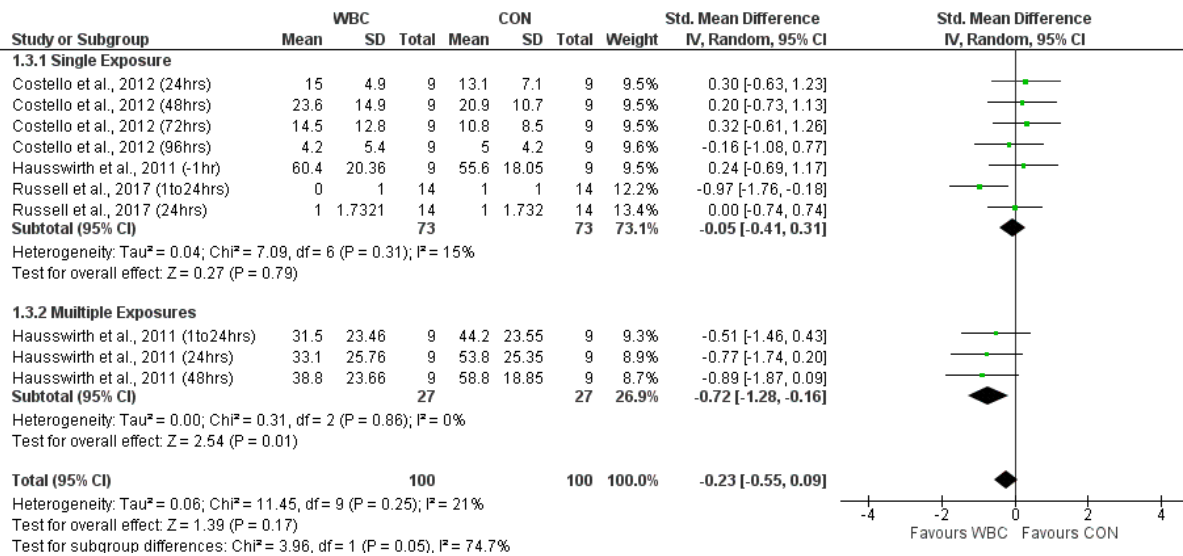 WBC CON Std. Mean Difference Std. Mean Difference
Study or Subgroup Mean SD Total Mean SD Total Weight IV, Random, 95% CI IV, Random, 95% CI
1.3.1 Single Exposure
Costello et al., 2012 (24hrs) 15 4.9 9 13.1 7.1 9 9.5% 0.30 [-0.63, 1.23]
Costello et al., 2012 (48hrs) 23.6 14.9 9 20.9 10.7 9 9.5% 0.20 [-0.73, 1.13]
Costello et al., 2012 (72hrs) 14.5 12.8 9 10.8 8.5 9 9.5% 0.32 [-0.61, 1.26]
Costello et al., 2012 (96hrs) 4.2 5.4 9 5 4.2 9 9.6% -0.16 [-1.08, 0.77]
Hausswirth et al., 2011 (-1hr) 60.4 20.36 9 55.6 18.05 9 9.5% 0.24 [-0.69, 1.17]
Russell et al., 2017 (1to24hrs) 0 1 14 1 1 14 12.2% -0.97 [-1.76, -0.18]
Russell et al., 2017 (24hrs) 1 1.7321 14 1 1.732 14 13.4% 0.00 [-0.74, 0.74]
Subtotal (95% CI) 73 73 73.1% -0.05 [-0.41, 0.31]
Heterogeneity: Tau² = 0.04; Chi² = 7.09, df = 6 (P = 0.31); I² = 15%
Test for overall effect: Z = 0.27 (P = 0.79)
1.3.2 Muiltiple Exposures
Hausswirth et al., 2011 (1to24hrs) 31.5 23.46 9 44.2 23.55 9 9.3% -0.51 [-1.46, 0.43]
Hausswirth et al., 2011 (24hrs) 33.1 25.76 9 53.8 25.35 9 8.9% -0.77 [-1.74, 0.20]
Hausswirth et al., 2011 (48hrs) 38.8 23.66 9 58.8 18.85 9 8.7% -0.89 [-1.87, 0.09]
Subtotal (95% CI) 27 27 26.9% -0.72 [-1.28, -0.16]
Heterogeneity: Tau² = 0.00; Chi² = 0.31, df = 2 (P = 0.86); I² = 0%
Test for overall effect: Z = 2.54 (P = 0.01)
Total (95% CI) 100 100 100.0% -0.23 [-0.55, 0.09]
Heterogeneity: Tau² = 0.06; Chi² = 11.45, df = 9 (P = 0.25); I² = 21%
Test for overall effect: Z = 1.39 (P = 0.17)
Test for subgroup differences: Chi² = 3.96, df = 1 (P = 0.05), I² = 74.7%
-4 -2 0 2 4
Favours WBC Favours CON